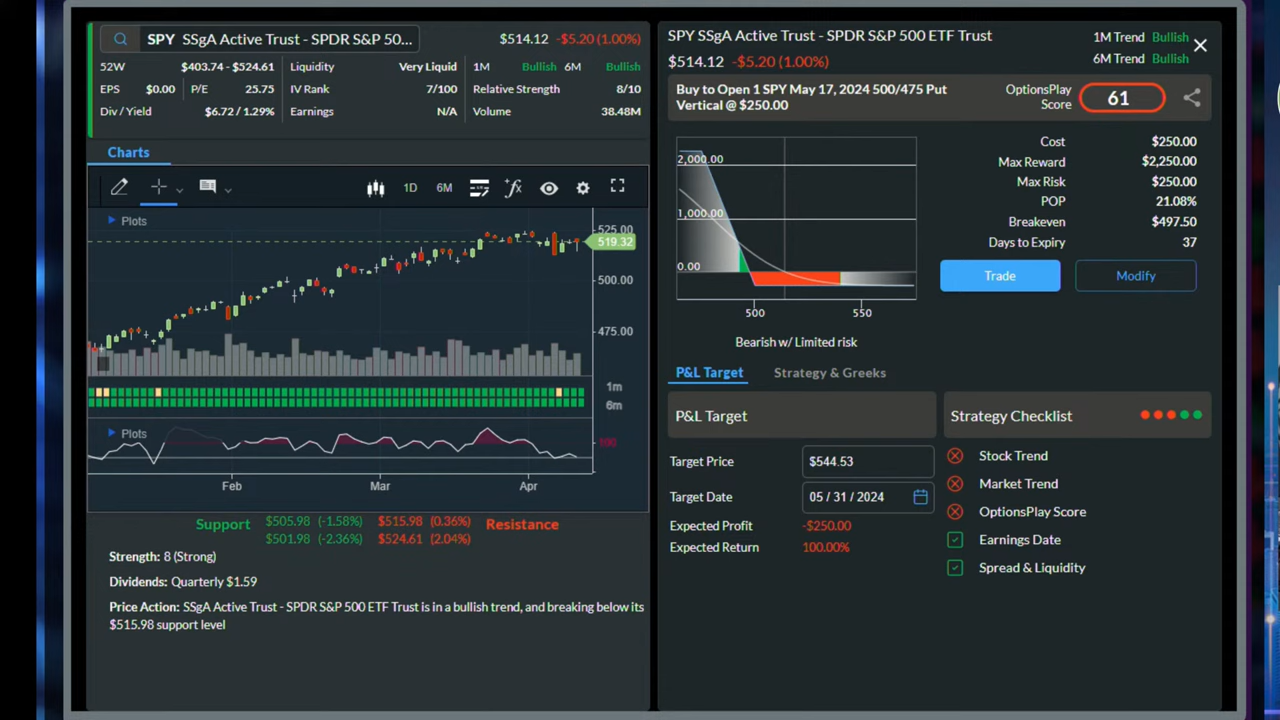 SPY SSgA Active Trust - SPDR S&P 50...
$514.12 -$5.20 (1.00%)
52W $403.74 - $524.61 Liquidity Very Liquid 1M Bullish 6M Bullish
EPS $0.00 P/E 25.75 IV Rank 7/100 Relative Strength 8/10
Div / Yield $6.72 / 1.29% Earnings N/A Volume 38.48M
Charts
1D 6M
Plots
525.00
519.32
500.00
475.00
1m
6m
Plots
100
Feb Mar Apr
Support $505.98 (-1.58%) $515.98 (0.36%) Resistance
$501.98 (-2.36%) $524.61 (2.04%)
Strength: 8 (Strong)
Dividends: Quarterly $1.59
Price Action: SSgA Active Trust - SPDR S&P 500 ETF Trust is in a bullish trend, and breaking below its
$515.98 support level
SPY SSgA Active Trust - SPDR S&P 500 ETF Trust
$514.12 -$5.20 (1.00%)
1M Trend Bullish
6M Trend Bullish
Buy to Open 1 SPY May 17, 2024 500/475 Put
Vertical @ $250.00
OptionsPlay
Score
61
2,000.00
1,000.00
0.00
500 550
Bearish w/ Limited risk
Cost $250.00
Max Reward $2,250.00
Max Risk $250.00
POP 21.08%
Breakeven $497.50
Days to Expiry 37
Trade Modify
P&L Target Strategy & Greeks
P&L Target
Target Price $544.53
Target Date 05 / 31 / 2024
Expected Profit -$250.00
Expected Return 100.00%
Strategy Checklist
Stock Trend
Market Trend
OptionsPlay Score
Earnings Date
Spread & Liquidity